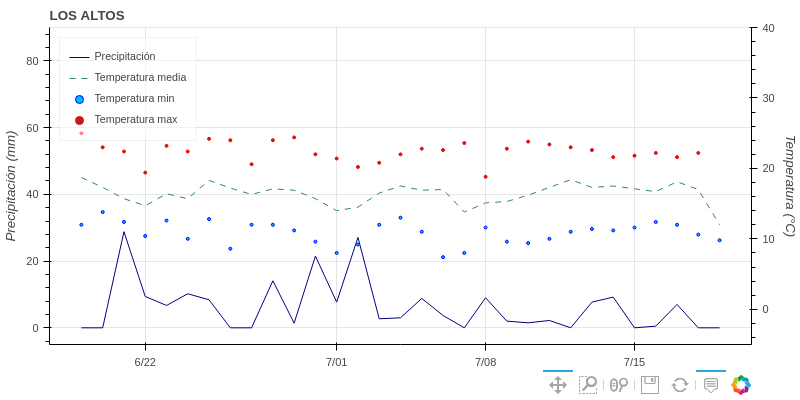 LOS ALTOS
Precipitación
Temperatura media
Temperatura min
Temperatura max
Precipitación (mm)
80
60
40
20
0
Temperatura (°C)
40
30
20
10
0
6/22
7/01
7/08
7/15